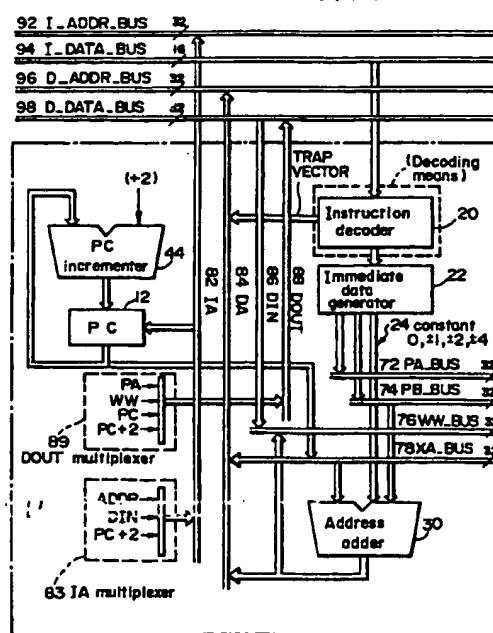 92 I_ADDR_BUS 32
94 I_DATA_BUS 16
96 D_ADDR_BUS 32
98 D_DATA_BUS 32
TRAP
VECTOR
(Decoding
means)
(+2)
Instruction
decoder
20
PC
incrementer
44
82 IA
84 DA
86 DIN
88 DOUT
Immediate
data
generator
22
12
PC
24 constant
0,±1,±2,±4
72 PA_BUS
74 PB_BUS
76 WW_BUS
78 XA_BUS
PA
WW
PC
PC+2
89
DOUT multiplexer
ADDR
DIN
PC+2
83 IA multiplexer
Address
adder
30